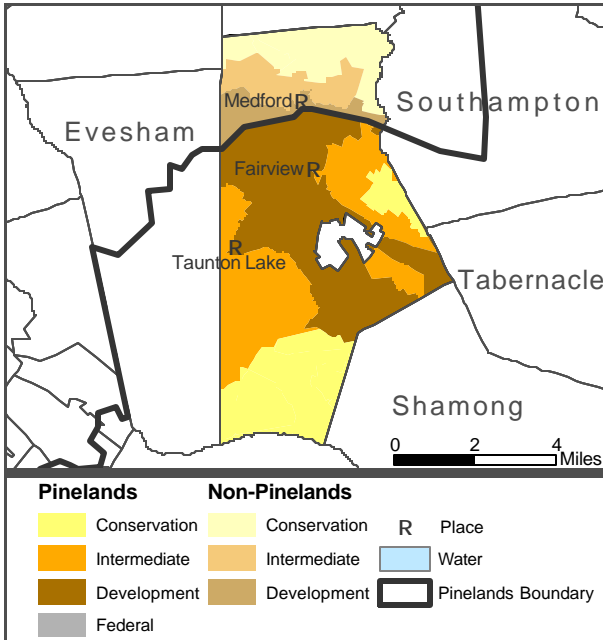 Medford R
Southampton
Evesham
Fairview R
R
Taunton Lake
Tabernacle
Shamong
0 2 4
Miles
Pinelands Non-Pinelands
Conservation Conservation R Place
Intermediate Intermediate Water
Development Development Pinelands Boundary
Federal